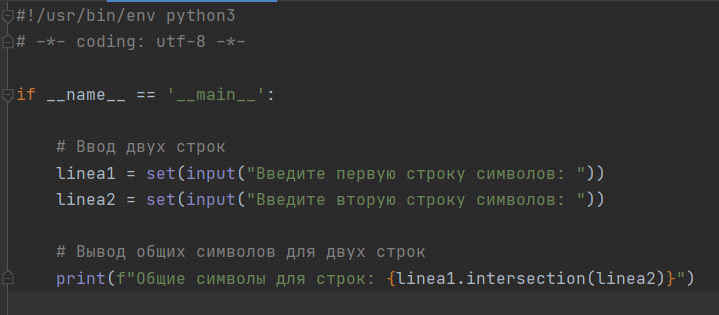 #!/usr/bin/env python3
# -*- coding: utf-8 -*-
if __name__ == '__main__':
# Ввод двух строк
linea1 = set(input("Введите первую строку символов: "))
linea2 = set(input("Введите вторую строку символов: "))
# Вывод общих символов для двух строк
print(f"Общие символы для строк: {linea1.intersection(linea2)}")